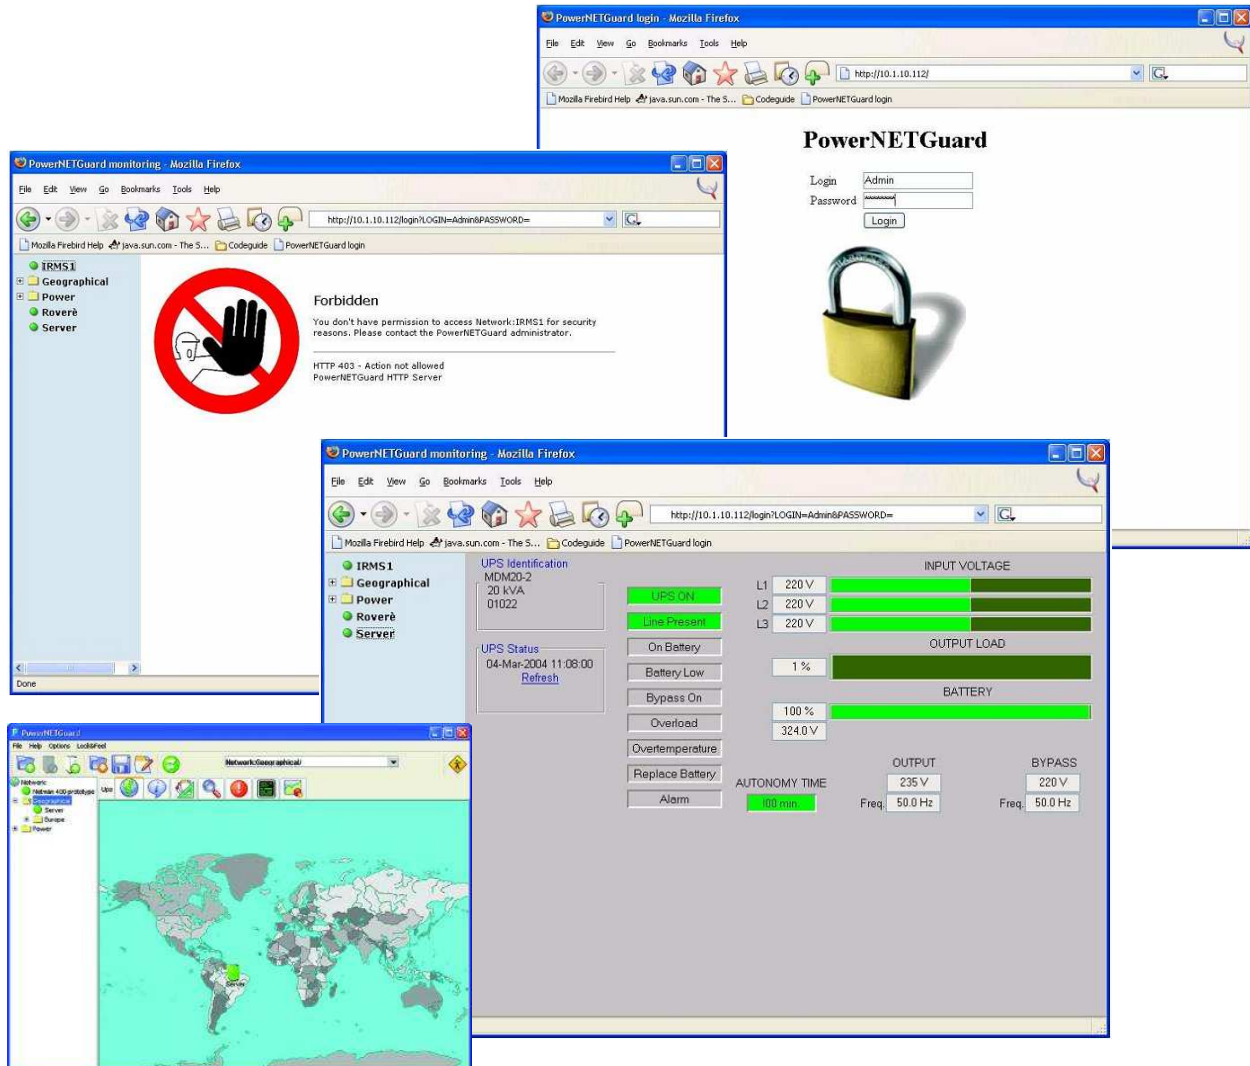 PowerNETGuard login - Mozilla Firefox
File Edit View Go Bookmarks Tools Help
http://10.1.10.112/
G.
Mozilla Firebird Help java.sun.com - The S... Codeguide PowerNETGuard login
PowerNETGuard
Login Admin
Password ********
Login
PowerNETGuard monitoring - Mozilla Firefox
File Edit View Go Bookmarks Tools Help
http://10.1.10.112/login?LOGIN=Admin&PASSWORD=
G.
Mozilla Firebird Help java.sun.com - The S... Codeguide PowerNETGuard login
IRMS1
Geographical
Power
Roverè
Server
Forbidden
You don't have permission to access Network:IRMS1 for security
reasons. Please contact the PowerNETGuard administrator.
HTTP 403 - Action not allowed
PowerNETGuard HTTP Server
Done
PowerNETGuard monitoring - Mozilla Firefox
File Edit View Go Bookmarks Tools Help
http://10.1.10.112/login?LOGIN=Admin&PASSWORD=
G.
Mozilla Firebird Help java.sun.com - The S... Codeguide PowerNETGuard login
IRMS1
Geographical
Power
Roverè
Server
UPS Identification
MDM20-2
20 kVA
01022
UPS Status
04-Mar-2004 11:08:00
Refresh
UPS ON
Line Present
On Battery
Battery Low
Bypass On
Overload
Overtemperature
Replace Battery
Alarm
INPUT VOLTAGE
L1 220 V
L2 220 V
L3 220 V
OUTPUT LOAD
1 %
BATTERY
100 %
324.0 V
AUTONOMY TIME
100 min.
OUTPUT
235 V
Freq. 50.0 Hz
BYPASS
220 V
Freq. 50.0 Hz
PowerNETGuard
File Help Options Look&Feel
Network:Geographical/
Network:
Netman 400 prototype
Geographical
Server
Europe
Power
Ups
Server